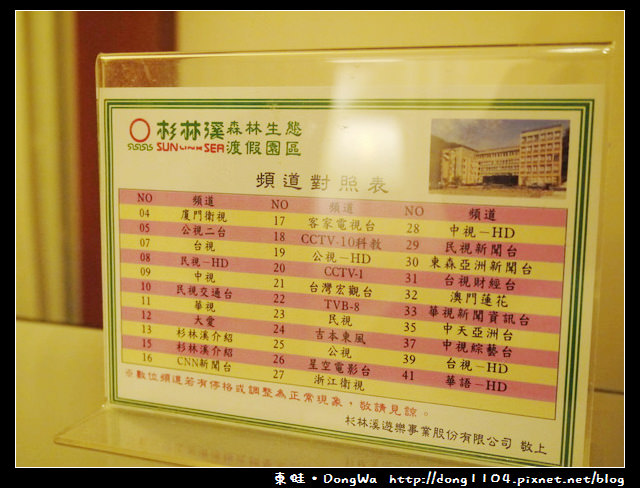 杉林溪 森林生態
SUN LINK SEA 渡假園區
頻道對照表
NO 頻道 NO 頻道 NO 頻道
04 廈門衛視 17 客家電視台 28 中視－HD
05 公視二台 18 CCTV-10科教 29 民視新聞台
07 台視 19 公視－HD 30 東森亞洲新聞台
08 民視－HD 20 CCTV-1 31 台視財經台
09 中視 21 台灣宏觀台 32 澳門蓮花
10 民視交通台 22 TVB-8 33 華視新聞資訊台
11 華視 23 民視 35 中天亞洲台
12 大愛 24 吉本東風 37 中視綜藝台
13 杉林溪介紹 25 公視 39 台視－HD
15 杉林溪介紹 26 星空電影台 41 華語－HD
16 CNN新聞台 27 浙江衛視
※數位頻道若有停格或調整為正常現象，敬請見諒。
杉林溪遊樂事業股份有限公司 敬上
東旺‧DongWa http://dong1104.pixnet.net/blog